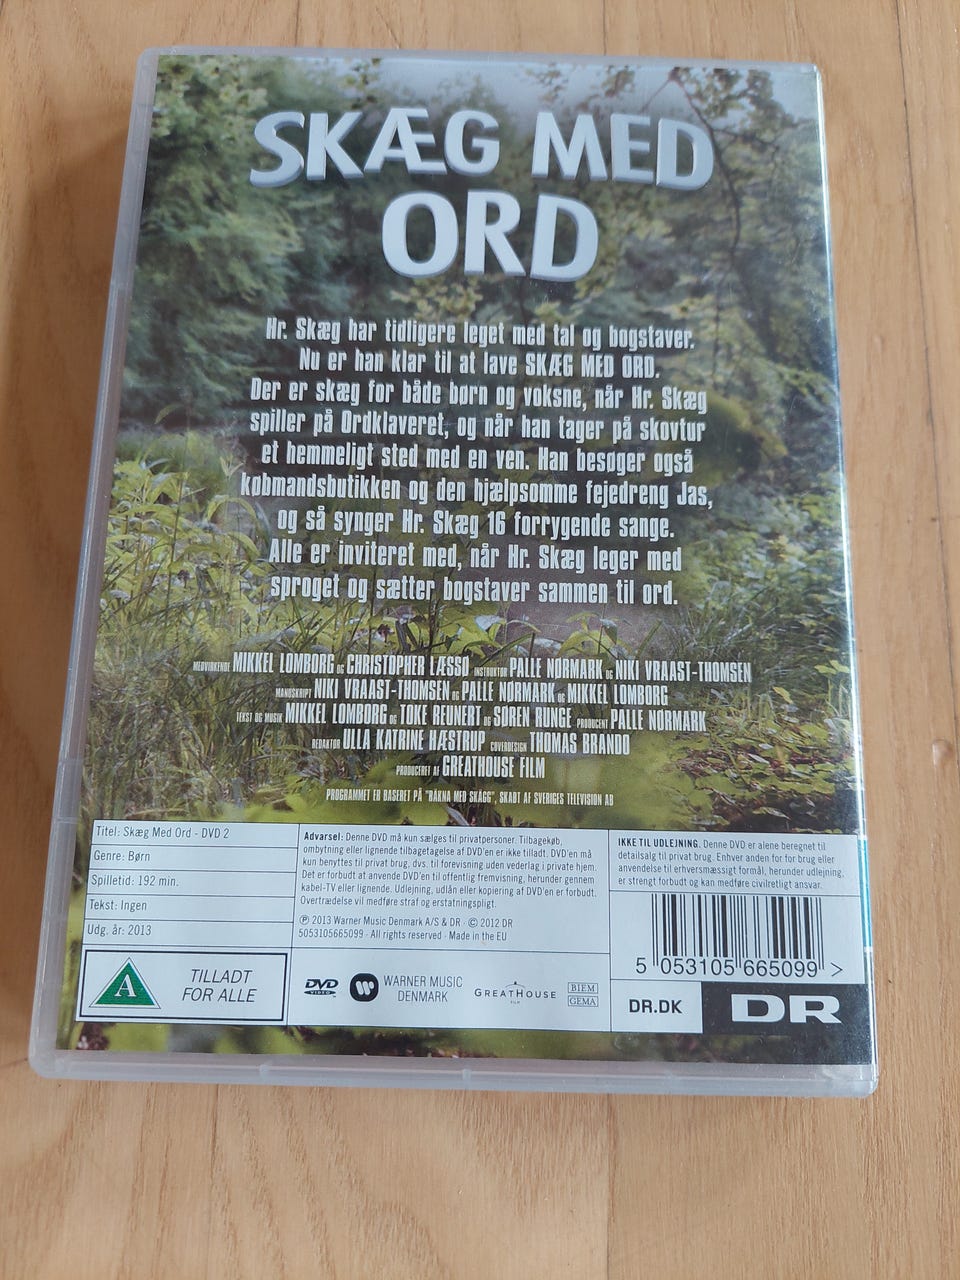 SKÆG MED
ORD
Hr. Skæg har tidligere leget med tal og bogstaver.
Nu er han klar til at lave SKÆG MED ORD.
Der er skæg for både børn og voksne, når Hr. Skæg
spiller på Ordklaveret, og når han tager på skovtur
et hemmeligt sted med en ven. Han besøger også
købmandsbutikken og den hjælpsomme fejedreng Jas,
og så synger Hr. Skæg 16 forrygende sange.
Alle er inviteret med, når Hr. Skæg leger med
sproget og sætter bogstaver sammen til ord.
MEDVIRKENDE MIKKEL LOMBORG OG CHRISTOPHER LÆSSØ INSTRUKTØR PALLE NØRMARK OG NIKI VRAAST-THOMSEN
MANUSKRIPT NIKI VRAAST-THOMSEN OG PALLE NØRMARK OG MIKKEL LOMBORG
TEKST OG MUSIK MIKKEL LOMBORG OG TOKE REUNERT OG SØREN RUNGE PRODUCENT PALLE NØRMARK
REDAKTØR ULLA KATRINE HÆSTRUP COVERDESIGN THOMAS BRANDO
PRODUCERET AF GREATHOUSE FILM
PROGRAMMET ER BASERET PÅ "RÄKNA MED SKÄGG", SKABT AF SVERIGES TELEVISION AB
Titel: Skæg Med Ord - DVD 2
Genre: Børn
Spilletid: 192 min.
Tekst: Ingen
Udg. år: 2013
A
TILLADT
FOR ALLE
Advarsel: Denne DVD må kun sælges til privatpersoner. Tilbagekøb,
ombytning eller lignende tilbagetagelse af DVD'en er ikke tilladt. DVD'en må
kun benyttes til privat brug, dvs. til forevisning uden vederlag i private hjem.
Det er forbudt at anvende DVD'en til offentlig fremvisning, herunder gennem
kabel-TV eller lignende. Udlejning, udlån eller kopiering af DVD'en er forbudt.
Overtrædelse vil medføre straf og erstatningspligt.
℗ 2013 Warner Music Denmark A/S & DR · © 2012 DR
5053105665099 · All rights reserved · Made in the EU
DVD
VIDEO
WARNER MUSIC
DENMARK
GREATHOUSE
FILM
BIEM
GEMA
IKKE TIL UDLEJNING. Denne DVD er alene beregnet til
detailsalg til privat brug. Enhver anden for for brug eller
anvendelse til erhversmæssigt formål, herunder udlejning,
er strengt forbudt og kan medføre civilretligt ansvar.
5 053105 665099 >
DR.DK
DR